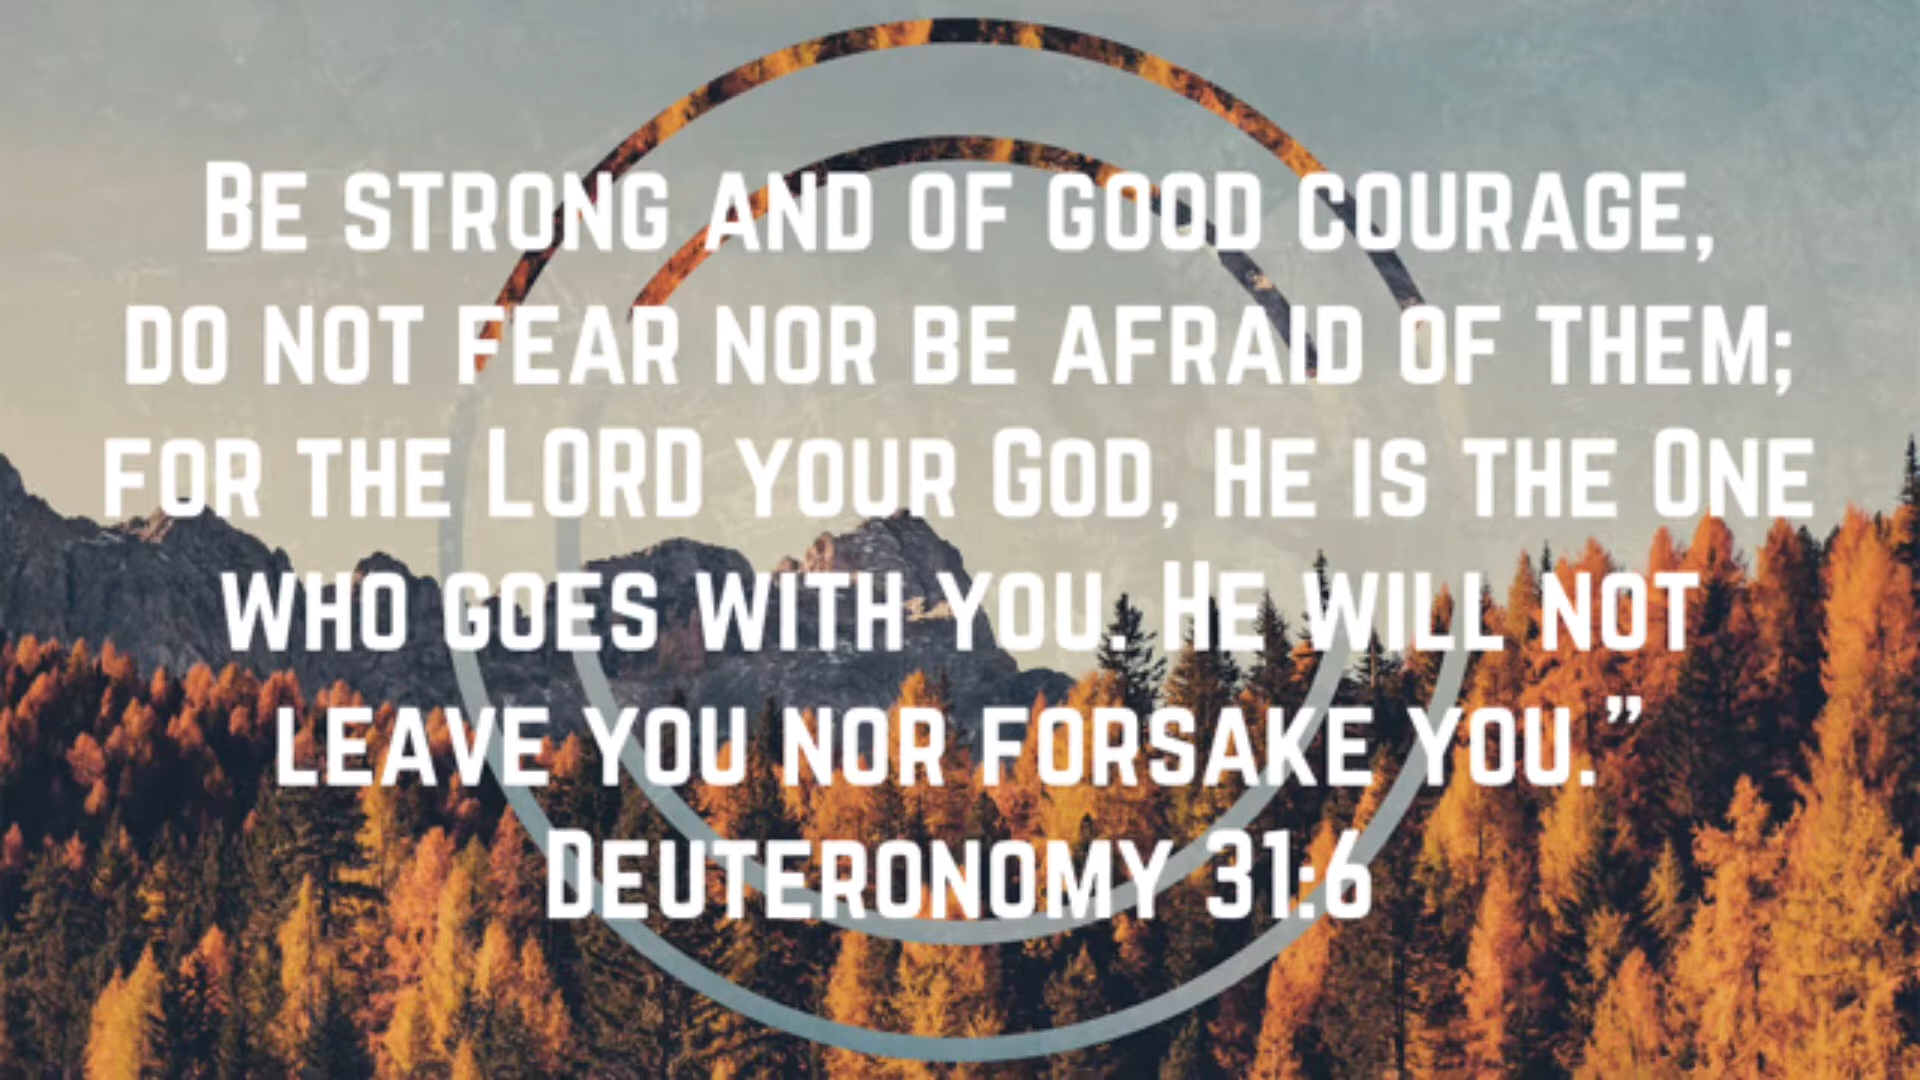 Be strong and of good courage,
do not fear nor be afraid of them;
for the LORD your God, He is the One
who goes with you. He will not
leave you nor forsake you.”
Deuteronomy 31:6